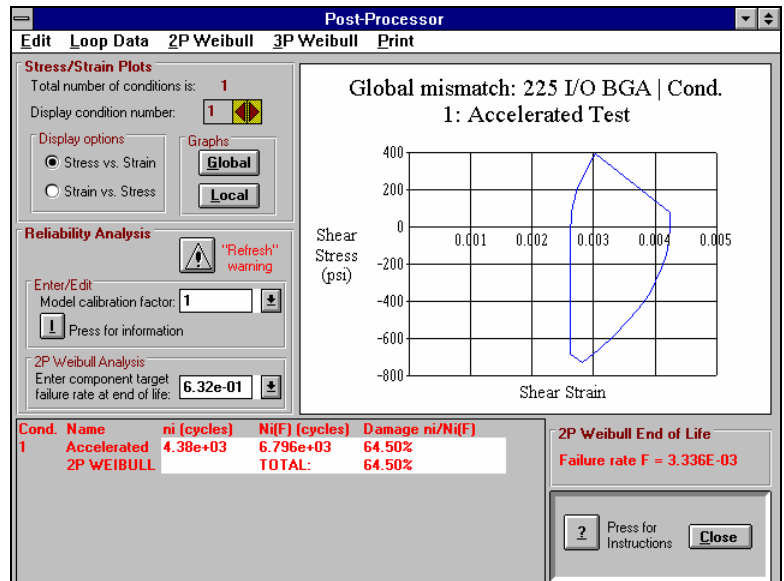 Post-Processor
Edit Loop Data 2P Weibull 3P Weibull Print
Stress/Strain Plots
Total number of conditions is: 1
Display condition number: 1
Display options
Stress vs. Strain
Strain vs. Stress
Graphs
Global
Local
Global mismatch: 225 I/O BGA | Cond.
1: Accelerated Test
400
200
0
-200
-400
-600
-800
0.001 0.002 0.003 0.004 0.005
Shear
Stress
(psi)
Shear Strain
Reliability Analysis
"Refresh"
warning
Enter/Edit
Model calibration factor: 1
I Press for information
2P Weibull Analysis
Enter component target
failure rate at end of life: 6.32e-01
Cond. Name ni (cycles) Ni(F) (cycles) Damage ni/Ni(F)
1 Accelerated 4.38e+03 6.796e+03 64.50%
2P WEIBULL TOTAL: 64.50%
2P Weibull End of Life
Failure rate F = 3.336E-03
? Press for
Instructions
Close